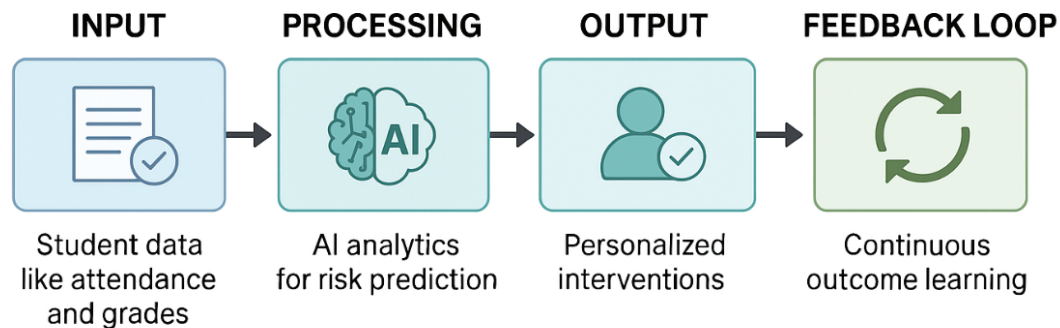 INPUT
PROCESSING
OUTPUT
FEEDBACK LOOP
AI
Student data
like attendance
and grades
AI analytics
for risk prediction
Personalized
interventions
Continuous
outcome learning